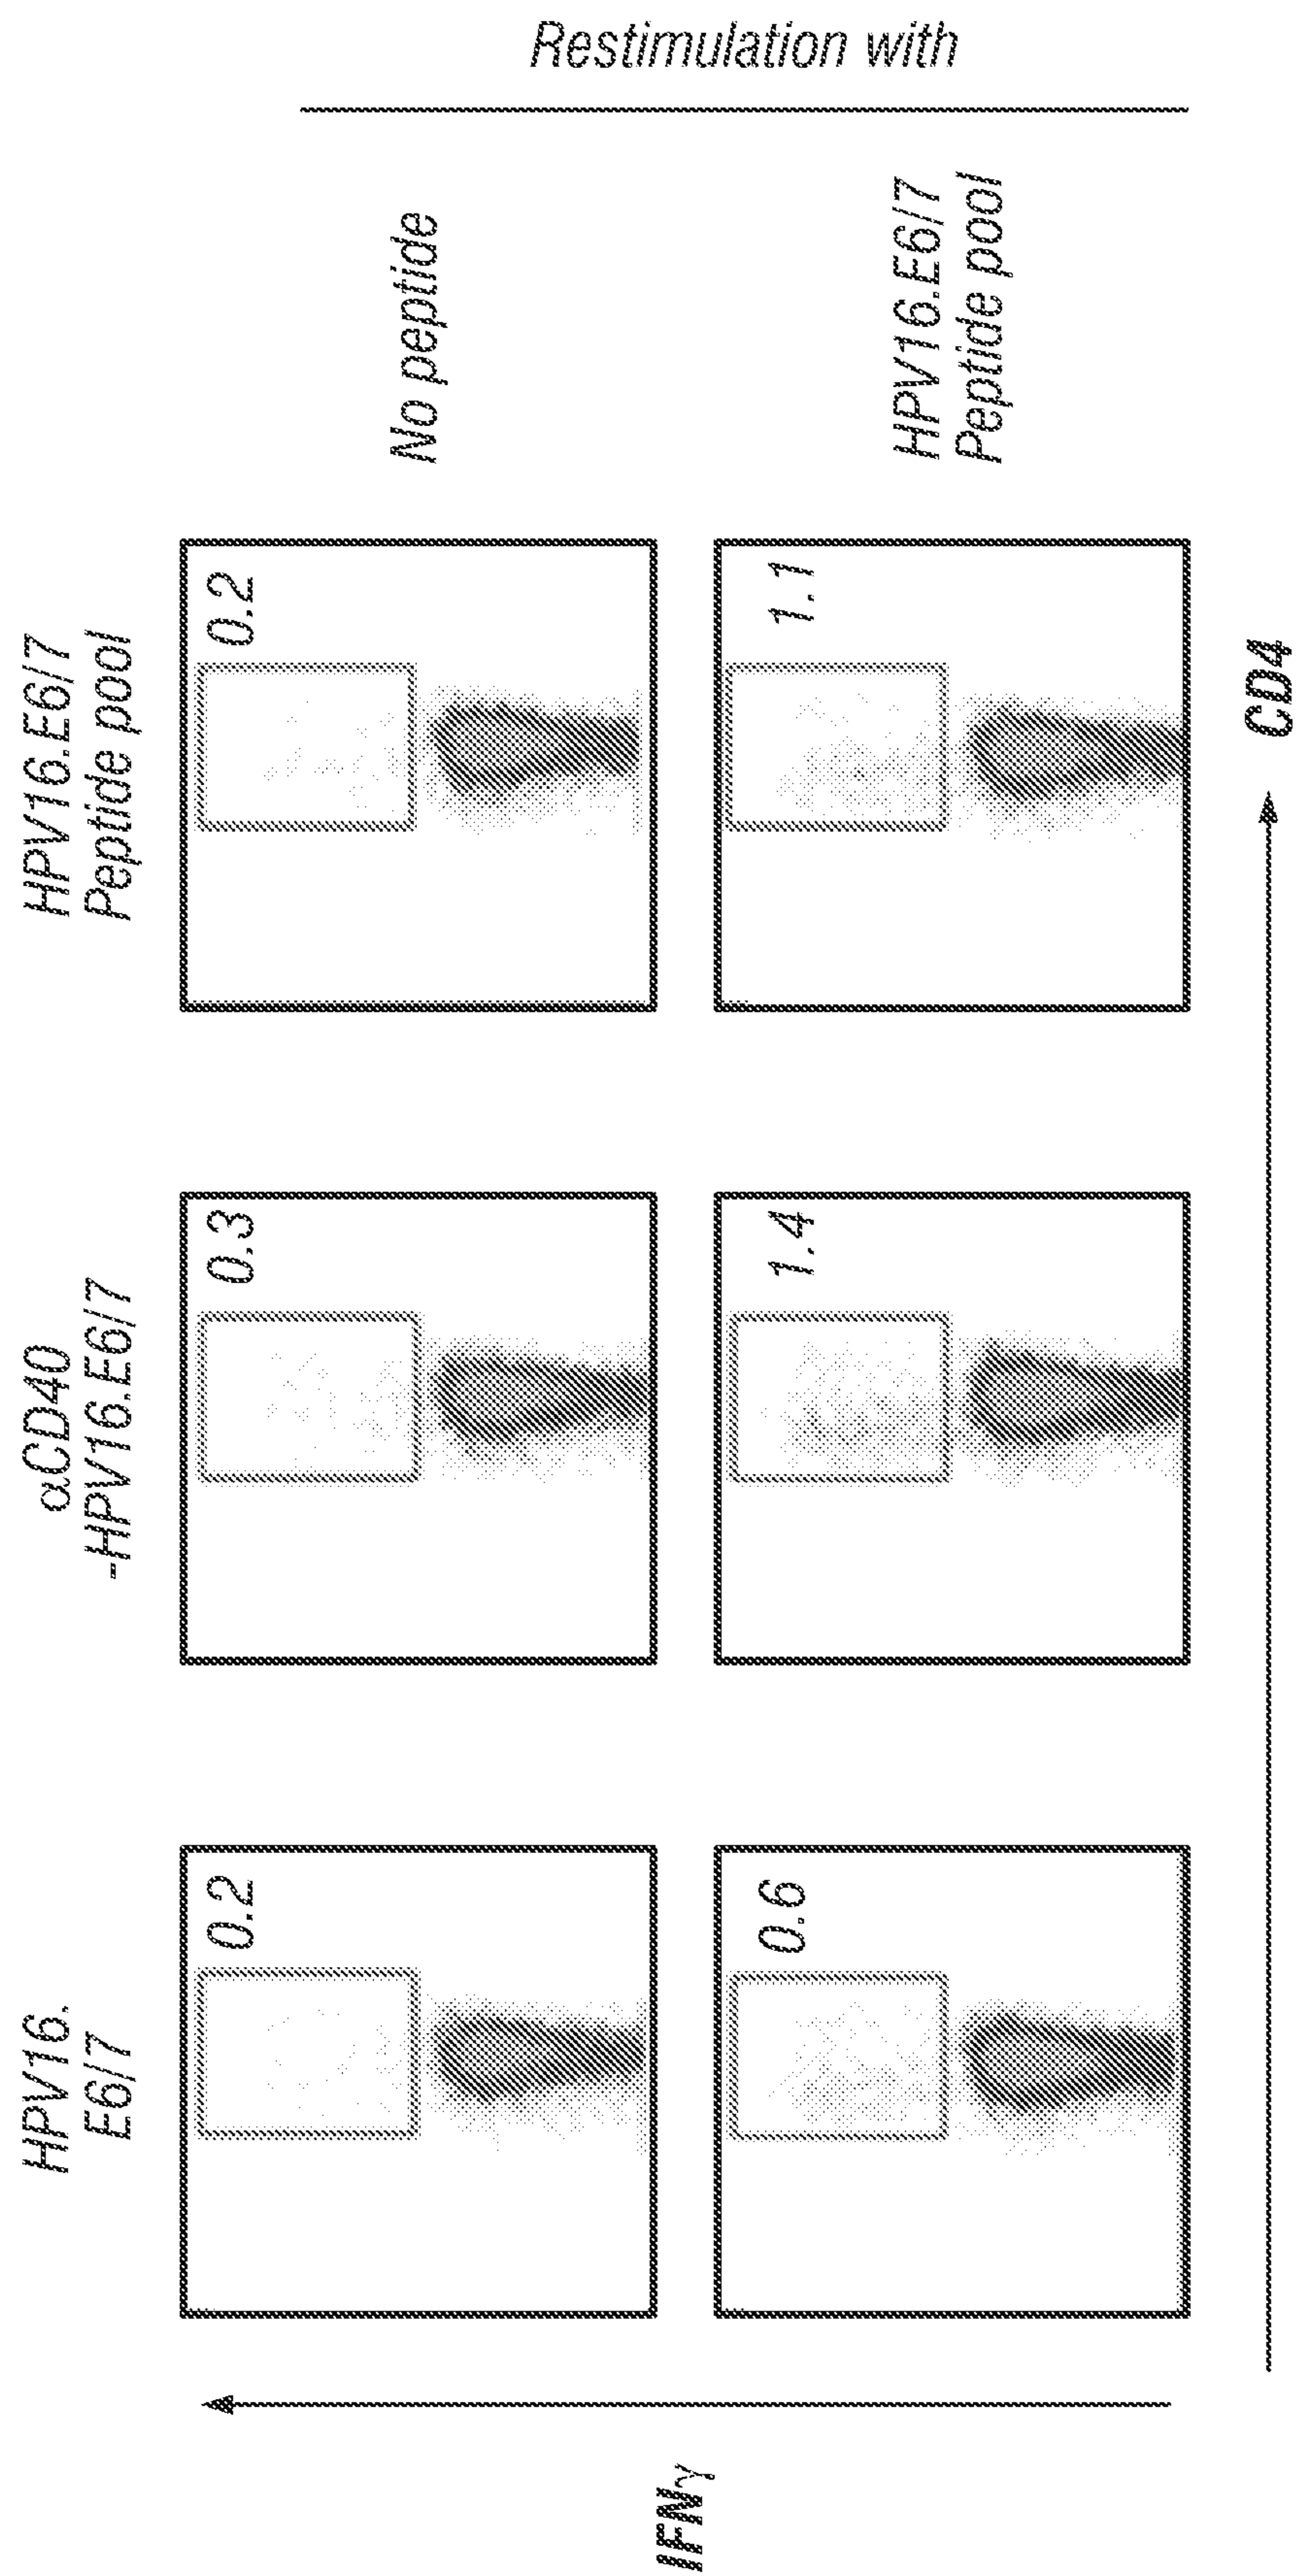 HPV16.
E6/7
αCD40
-HPV16.E6/7
HPV16.E6/7
Peptide pool
Restimulation with
0.2
0.3
0.2
No peptide
0.6
1.4
1.1
HPV16.E6/7
Peptide pool
IFNγ
CD4